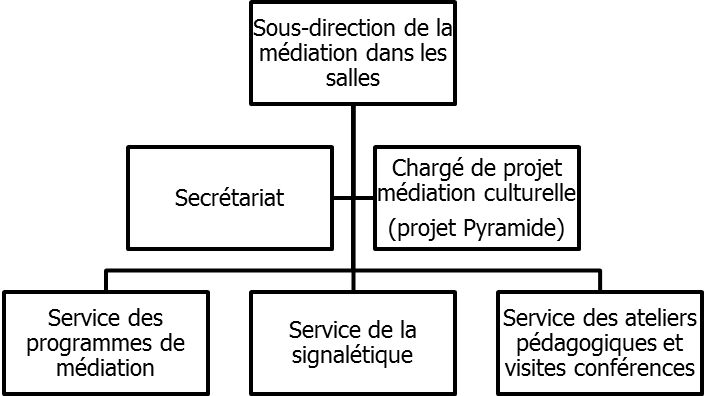 Sous-direction de la
médiation dans les
salles
Secrétariat
Chargé de projet
médiation culturelle
(projet Pyramide)
Service des
programmes de
médiation
Service de la
signalétique
Service des ateliers
pédagogiques et
visites conférences